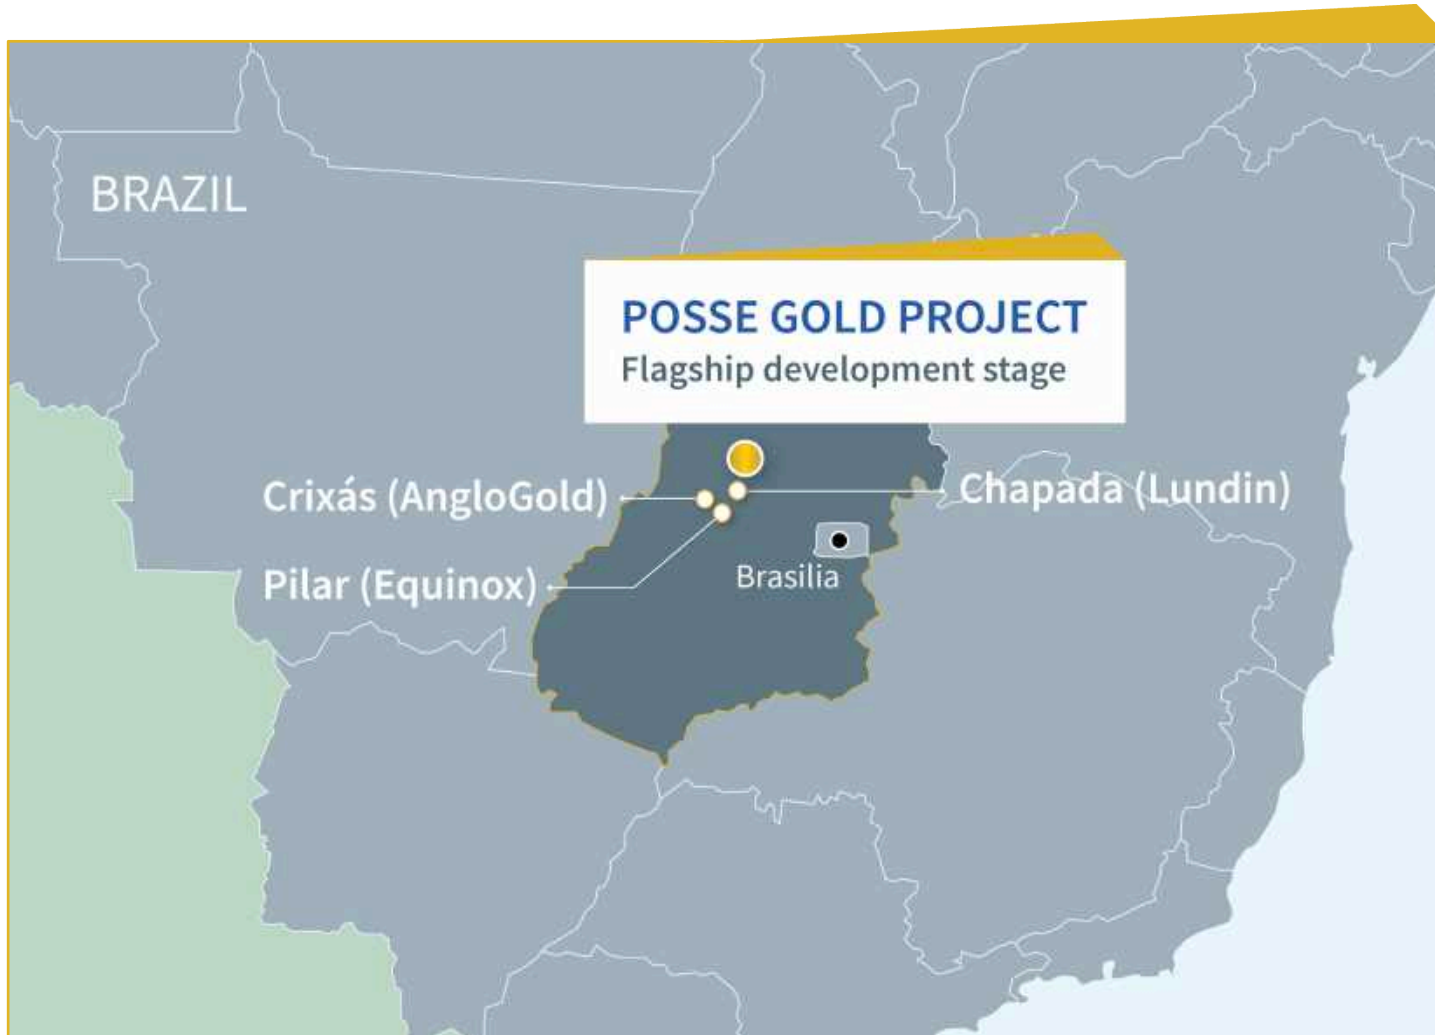 BRAZIL
POSSE GOLD PROJECT
Flagship development stage
Crixás (AngloGold)
Chapada (Lundin)
Pilar (Equinox)
Brasilia